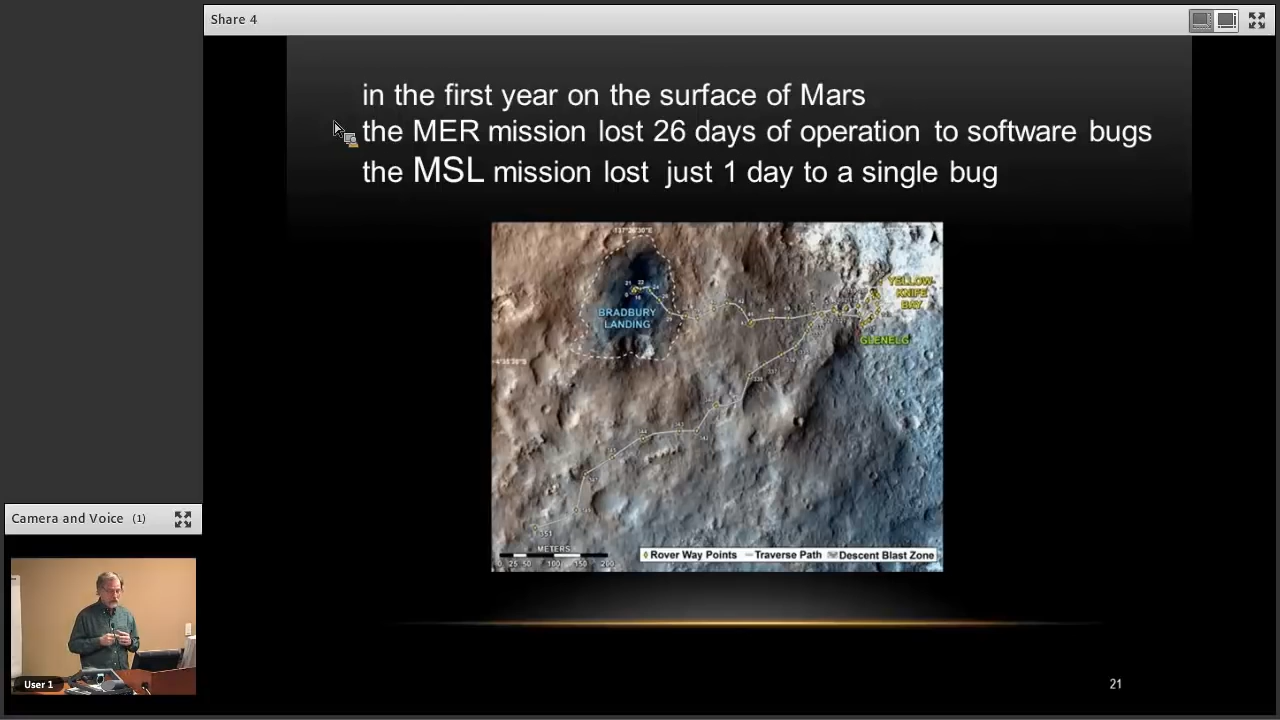 Share 4
in the first year on the surface of Mars
the MER mission lost 26 days of operation to software bugs
the MSL mission lost just 1 day to a single bug
137°26'30"E
YELLOW-
KNIFE
BAY
BRADBURY
LANDING
GLENELG
METERS
0 25 50 100 150 200
Rover Way Points
Traverse Path
Descent Blast Zone
Camera and Voice (1)
User 1
21